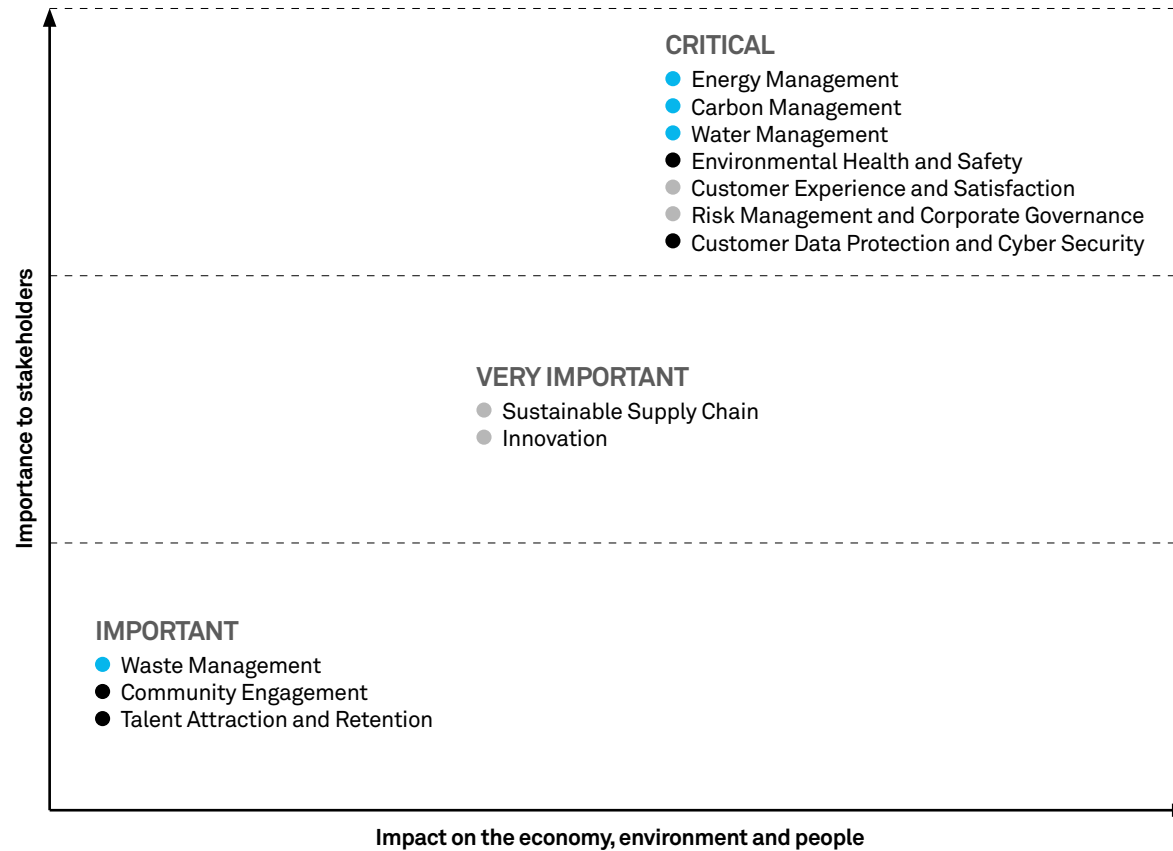 CRITICAL
Energy Management
Carbon Management
Water Management
Environmental Health and Safety
Customer Experience and Satisfaction
Risk Management and Corporate Governance
Customer Data Protection and Cyber Security
Importance to stakeholders
VERY IMPORTANT
Sustainable Supply Chain
Innovation
IMPORTANT
Waste Management
Community Engagement
Talent Attraction and Retention
Impact on the economy, environment and people